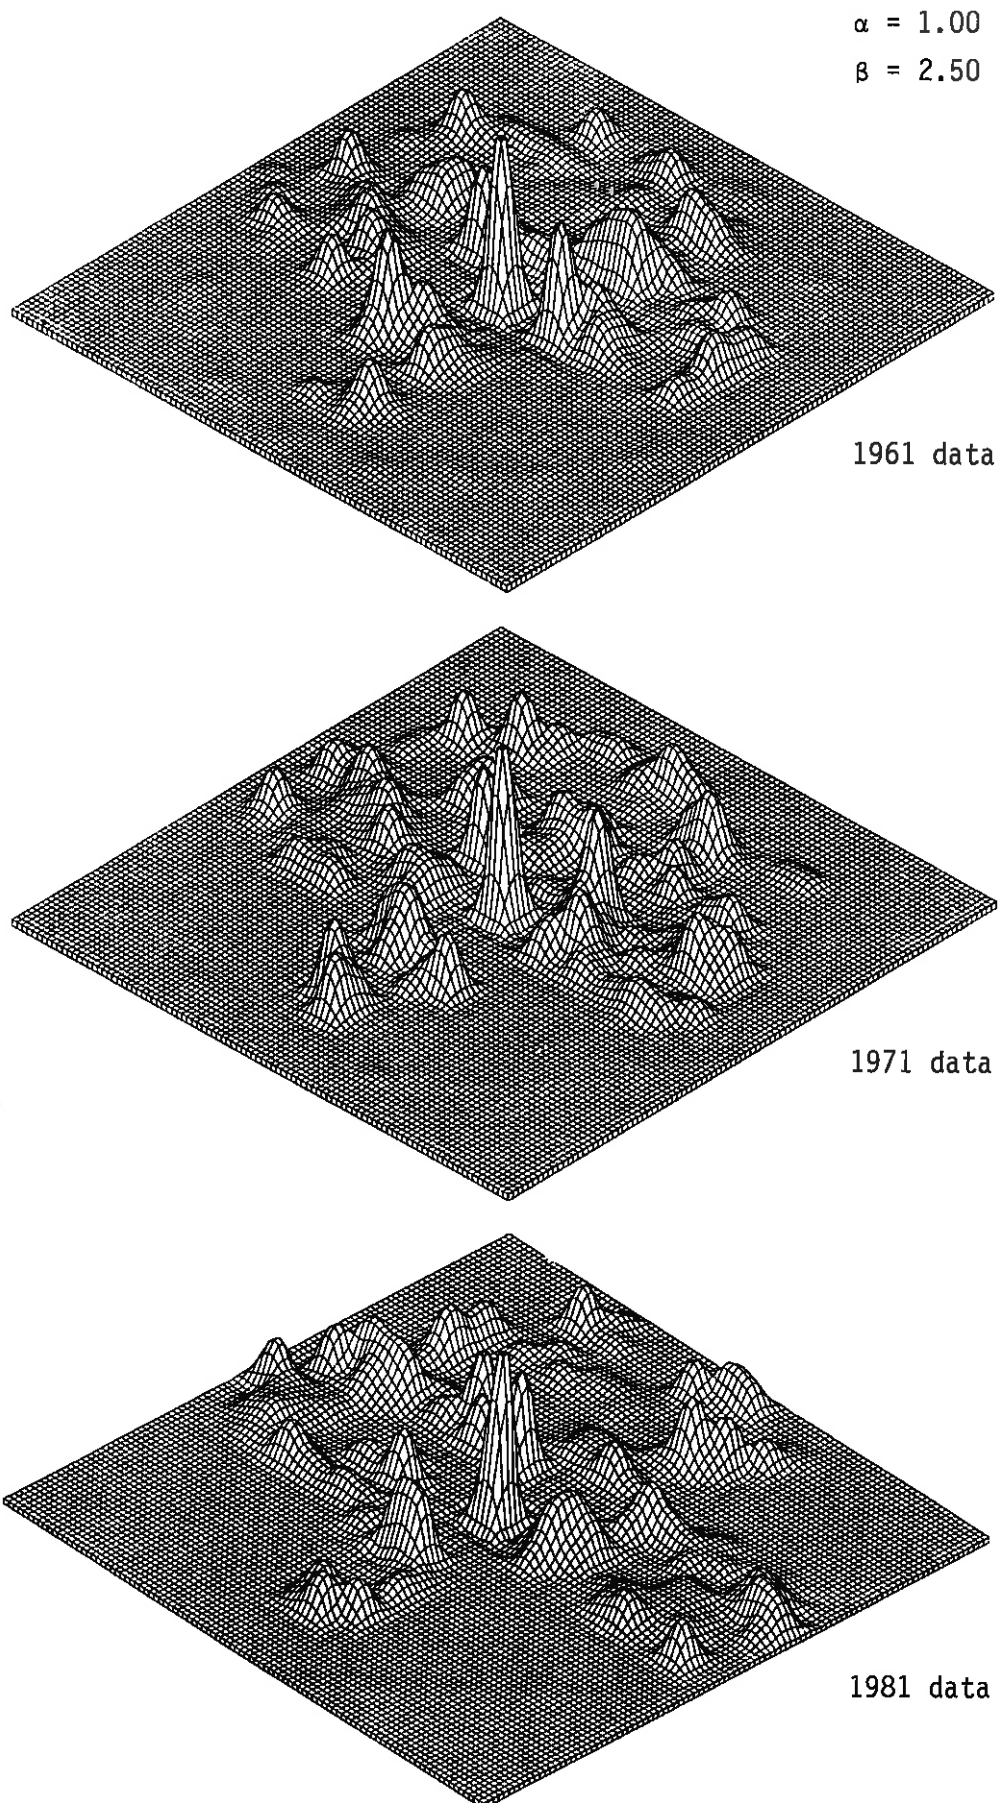 α = 1.00
β = 2.50
1961 data
1971 data
1981 data